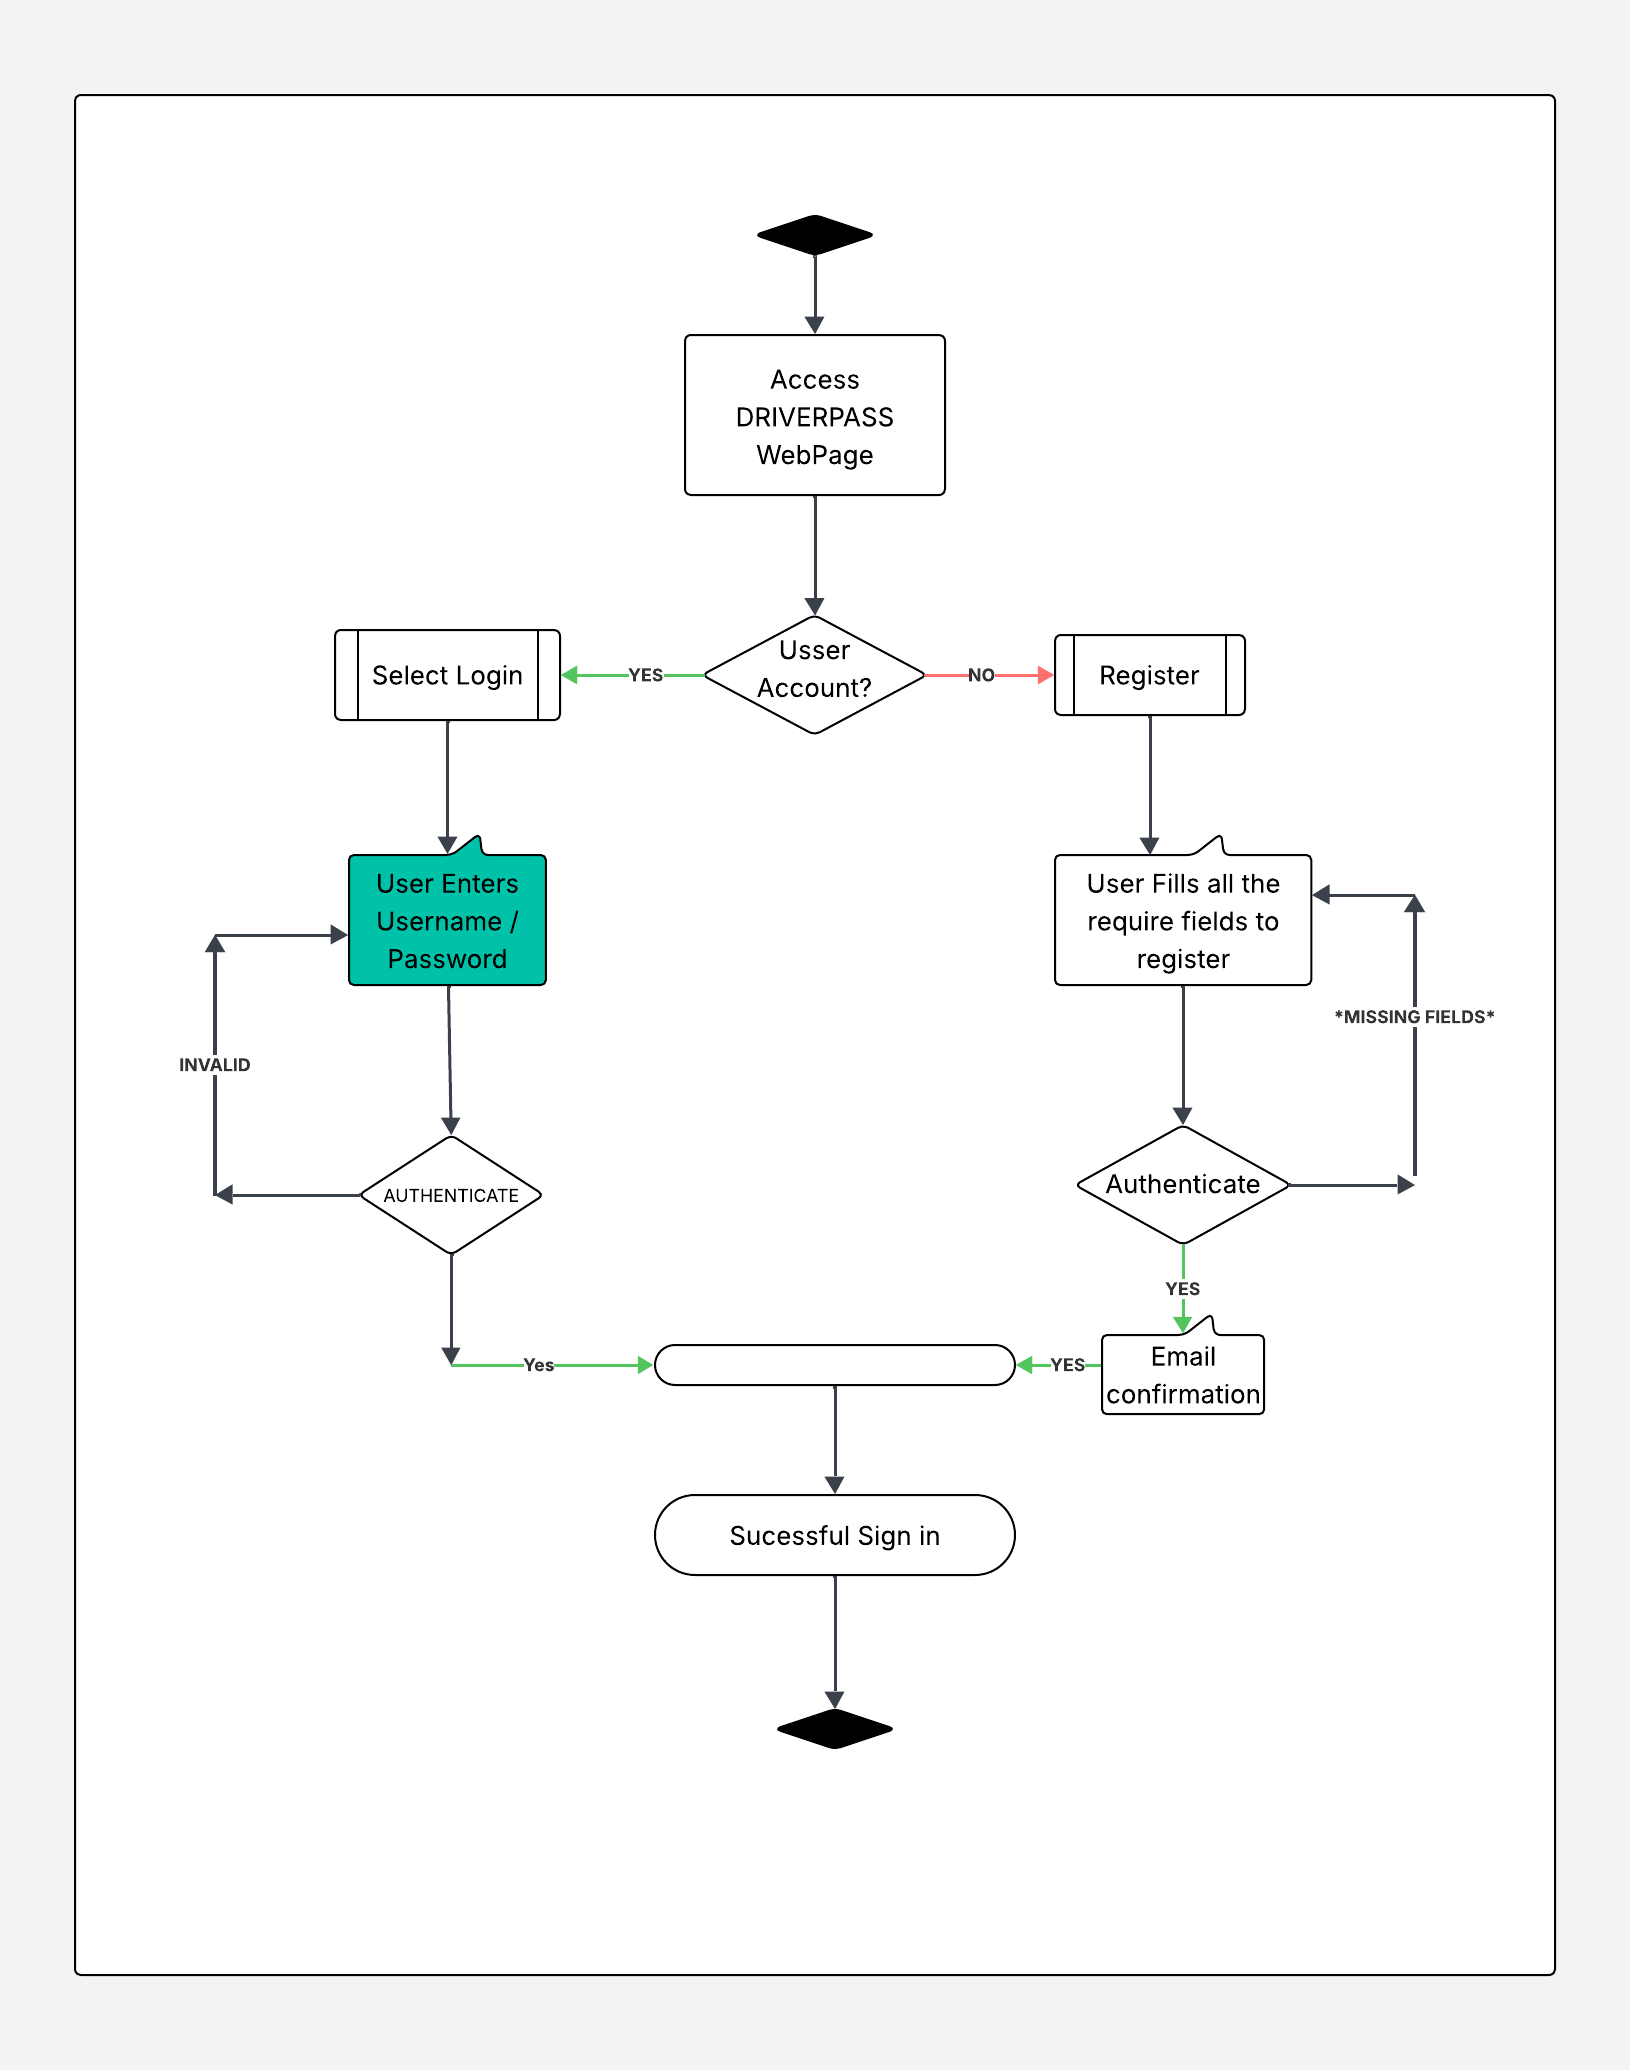 Access
DRIVERPASS
WebPage
Usser
Account?
YES
NO
Select Login
Register
User Enters
Username /
Password
User Fills all the
require fields to
register
*MISSING FIELDS*
INVALID
AUTHENTICATE
Authenticate
YES
Yes
YES
Email
confirmation
Sucessful Sign in